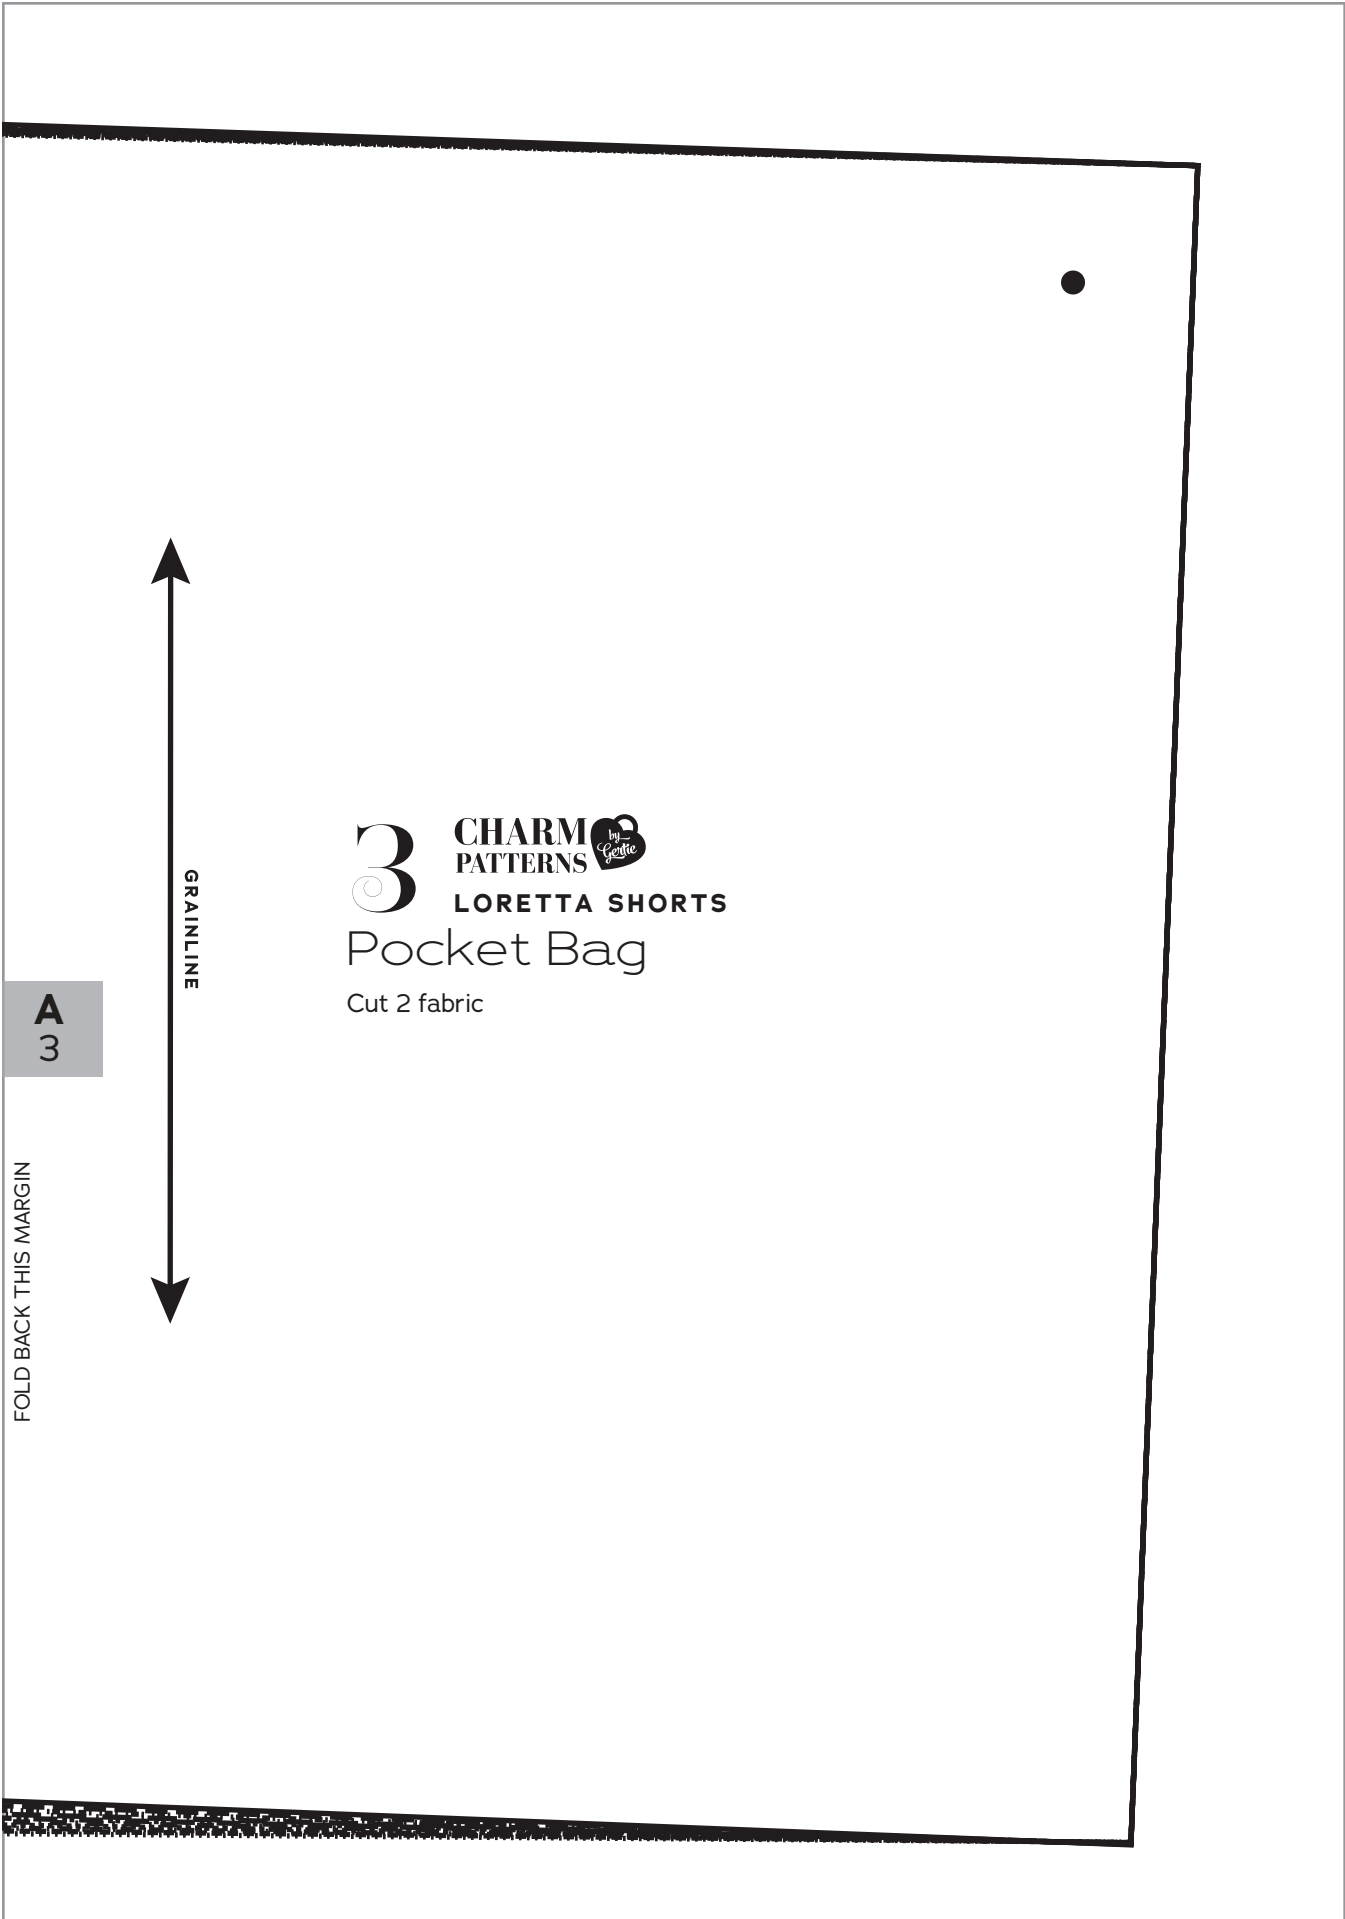 3
CHARM
PATTERNS
by
Gertie
LORETTA SHORTS
Pocket Bag
Cut 2 fabric
GRAINLINE
A
3
FOLD BACK THIS MARGIN